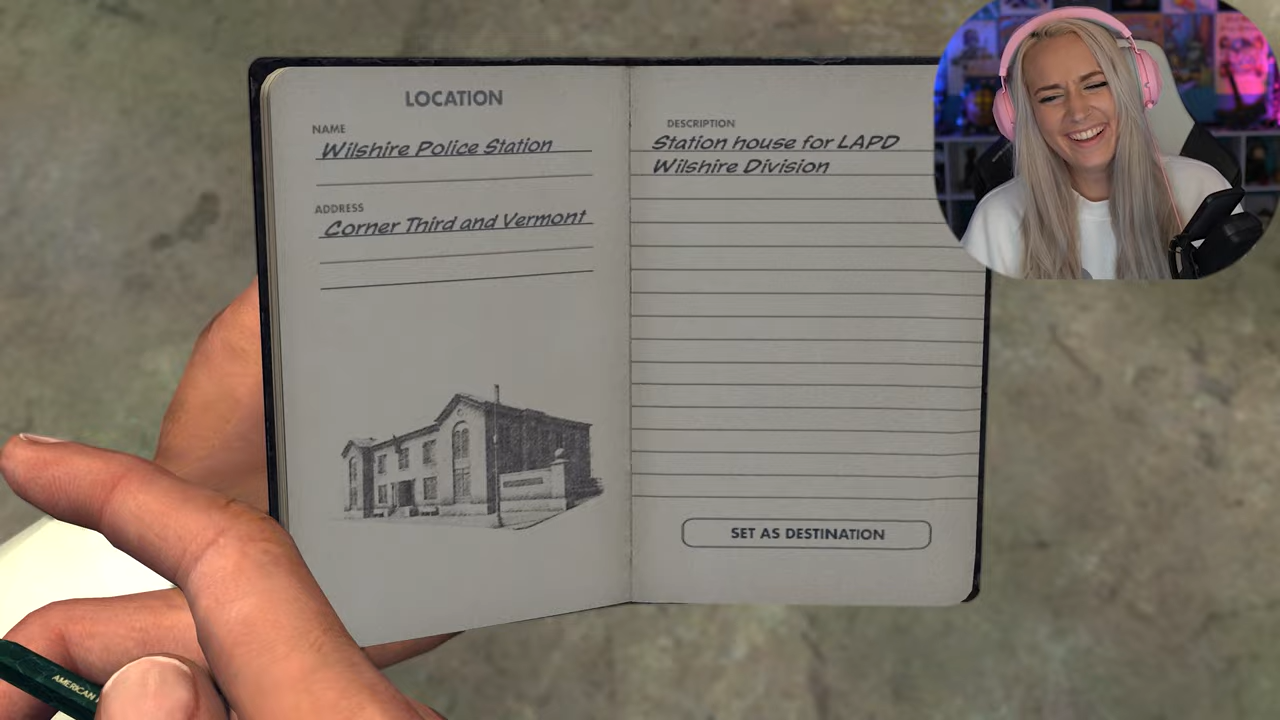 LOCATION
NAME
Wilshire Police Station
ADDRESS
Corner Third and Vermont
DESCRIPTION
Station house for LAPD
Wilshire Division
SET AS DESTINATION
AMERICAN